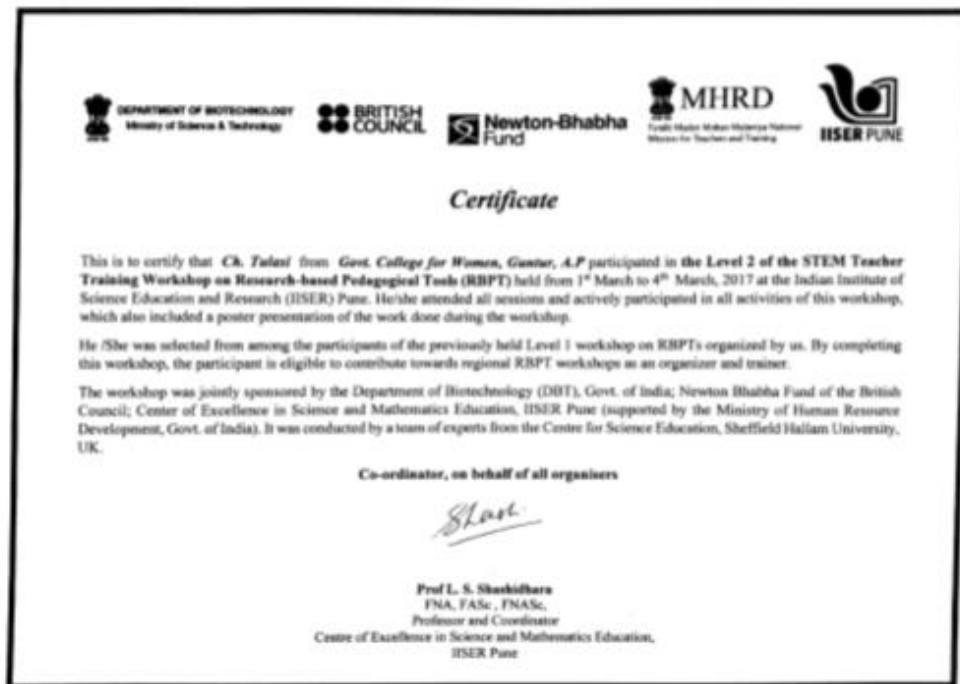 DEPARTMENT OF BIOTECHNOLOGY
Ministry of Science & Technology
BRITISH
COUNCIL
Newton-Bhabha
Fund
MHRD
Pandit Madan Mohan Malaviya National
Mission for Teachers and Training
IISER PUNE
Certificate
This is to certify that Ch. Tulasi from Govt. College for Women, Guntur, A.P participated in the Level 2 of the STEM Teacher
Training Workshop on Research-based Pedagogical Tools (RBPT) held from 1st March to 4th March, 2017 at the Indian Institute of
Science Education and Research (IISER) Pune. He/she attended all sessions and actively participated in all activities of this workshop,
which also included a poster presentation of the work done during the workshop.
He /She was selected from among the participants of the previously held Level 1 workshop on RBPTs organized by us. By completing
this workshop, the participant is eligible to contribute towards regional RBPT workshops as an organizer and trainer.
The workshop was jointly sponsored by the Department of Biotechnology (DBT), Govt. of India; Newton Bhabha Fund of the British
Council; Center of Excellence in Science and Mathematics Education, IISER Pune (supported by the Ministry of Human Resource
Development, Govt. of India). It was conducted by a team of experts from the Centre for Science Education, Sheffield Hallam University,
UK.
Co-ordinator, on behalf of all organisers
Shash
Prof L. S. Shashidhara
FNA, FASc , FNASc,
Professor and Coordinator
Centre of Excellence in Science and Mathematics Education,
IISER Pune